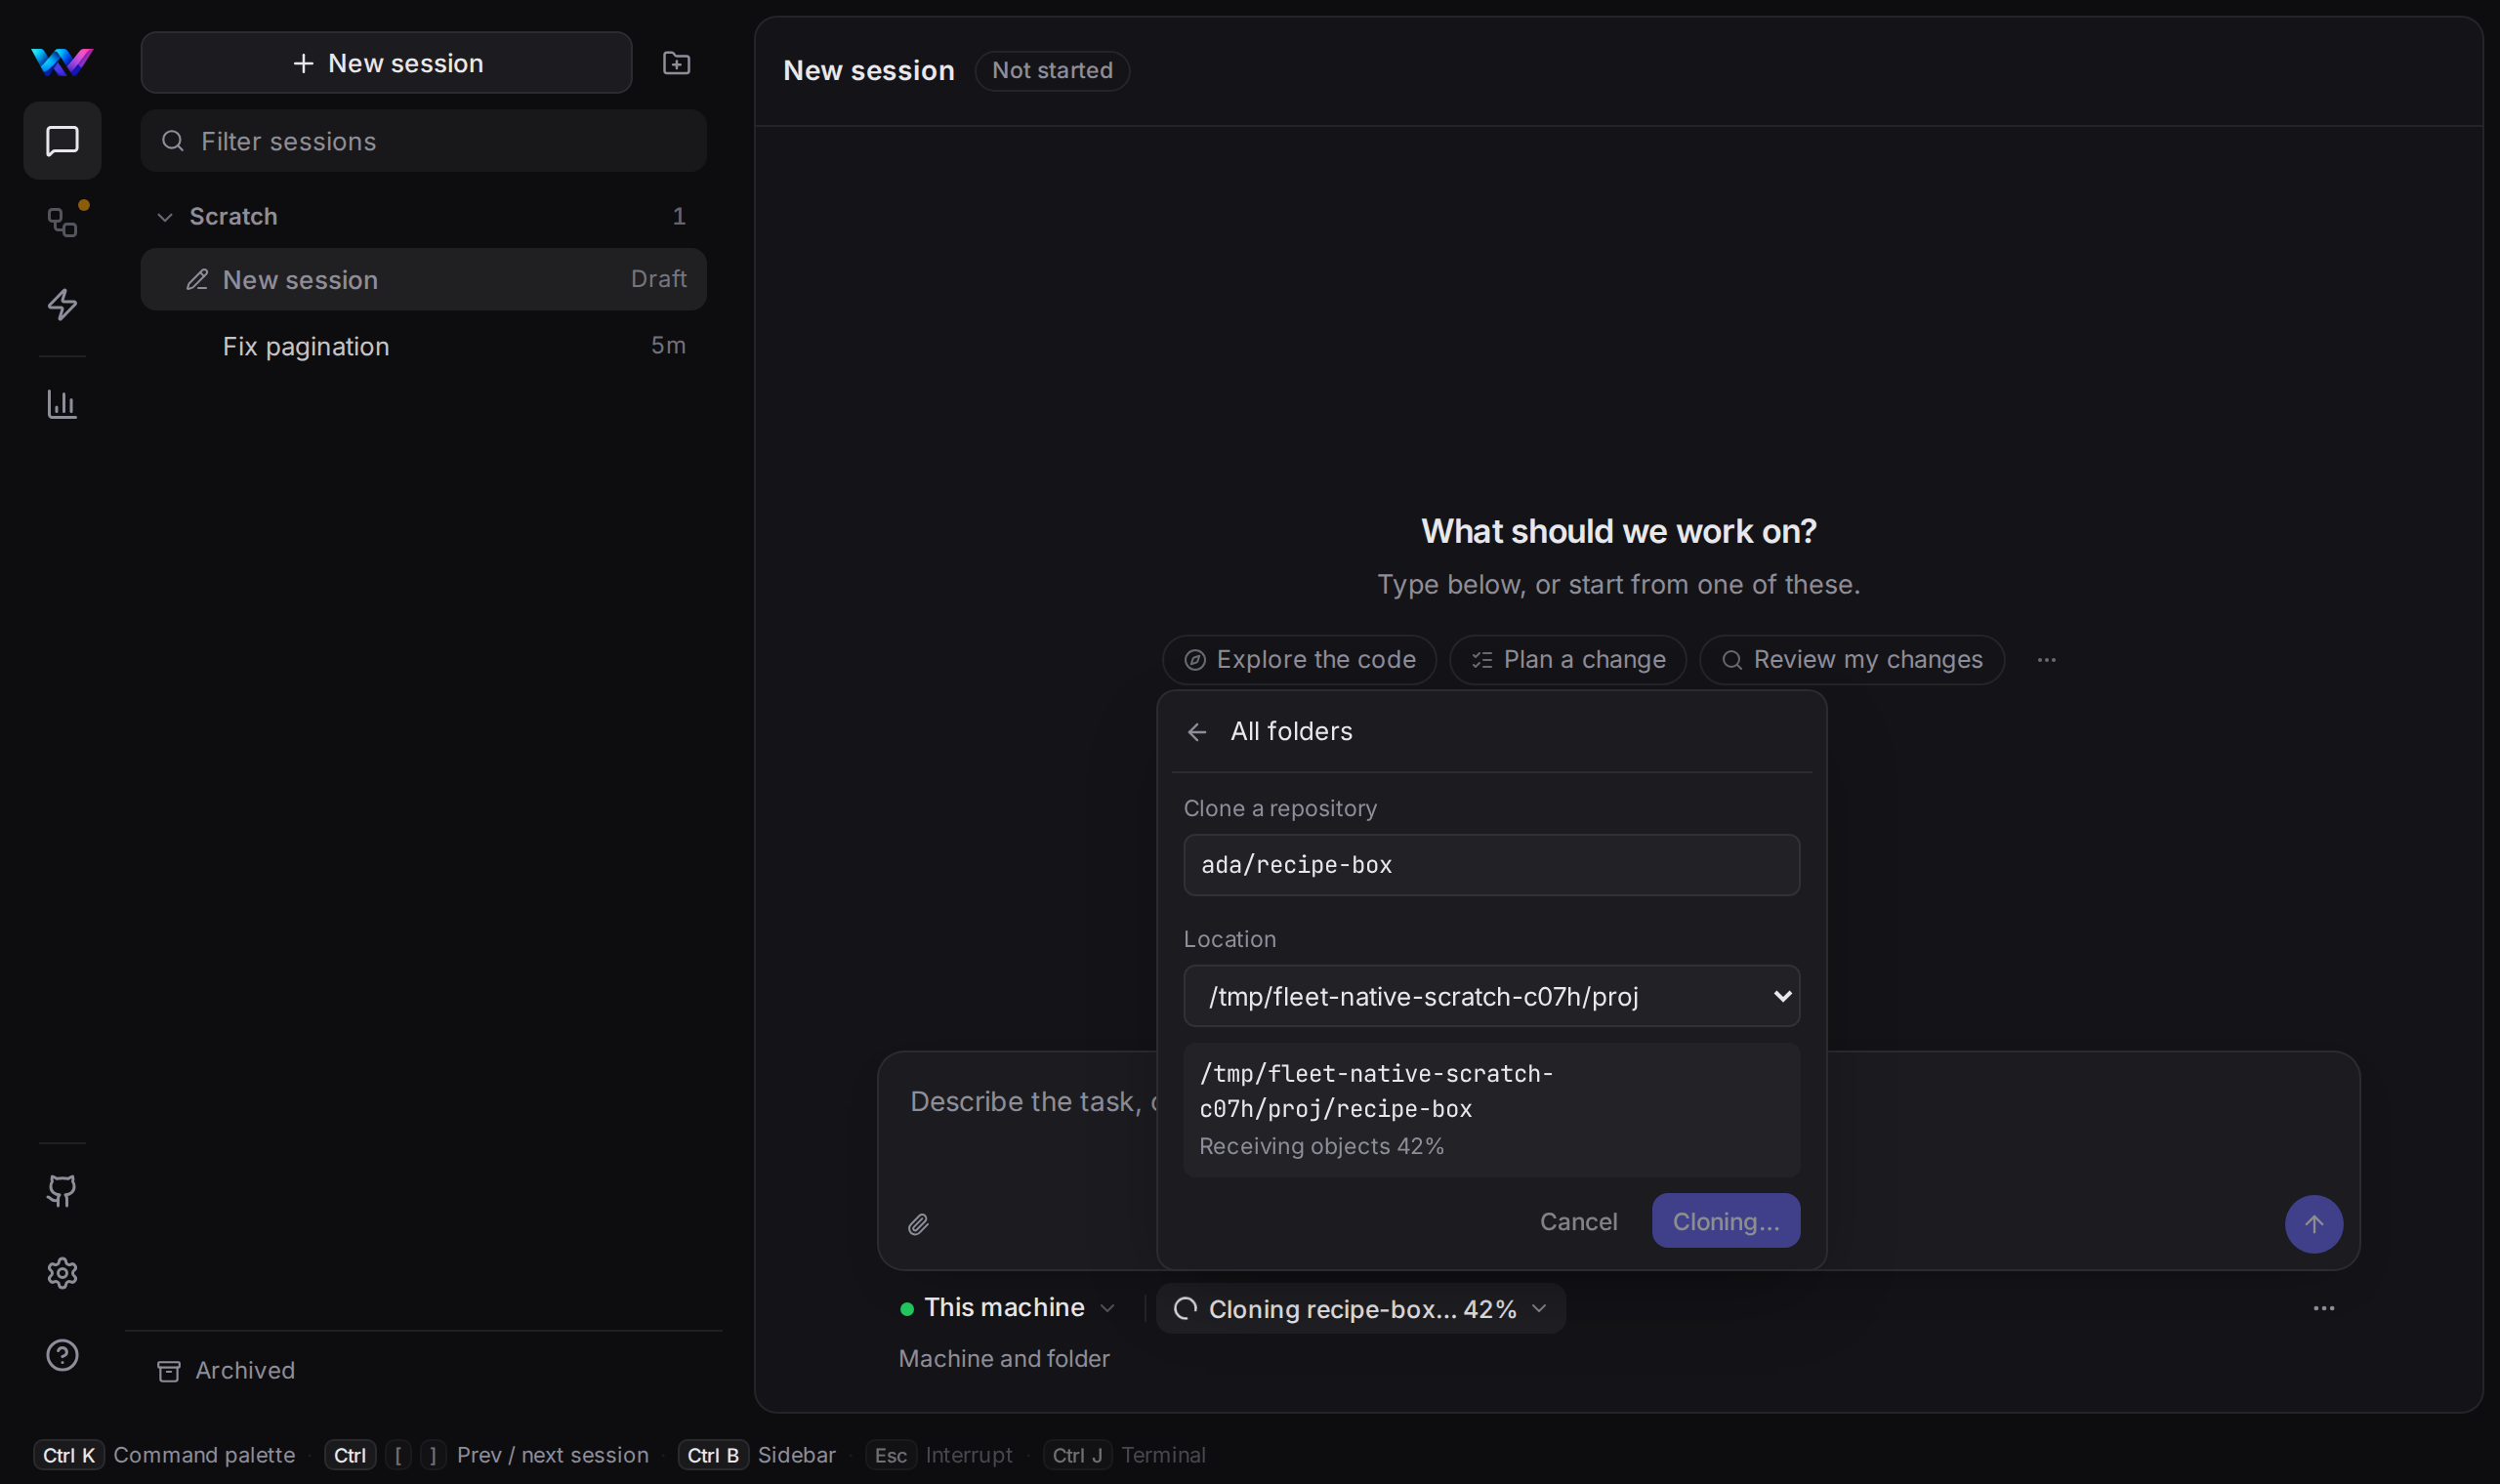 New session
Filter sessions
Scratch 1
New session Draft
Fix pagination 5m
Archived
New session Not started
What should we work on?
Type below, or start from one of these.
Explore the code Plan a change Review my changes
All folders
Clone a repository
ada/recipe-box
Location
/tmp/fleet-native-scratch-c07h/proj
/tmp/fleet-native-scratch-
c07h/proj/recipe-box
Receiving objects 42%
Cancel Cloning...
Describe the task,
This machine Cloning recipe-box... 42%
Machine and folder
Ctrl K Command palette · Ctrl [ ] Prev / next session · Ctrl B Sidebar · Esc Interrupt · Ctrl J Terminal